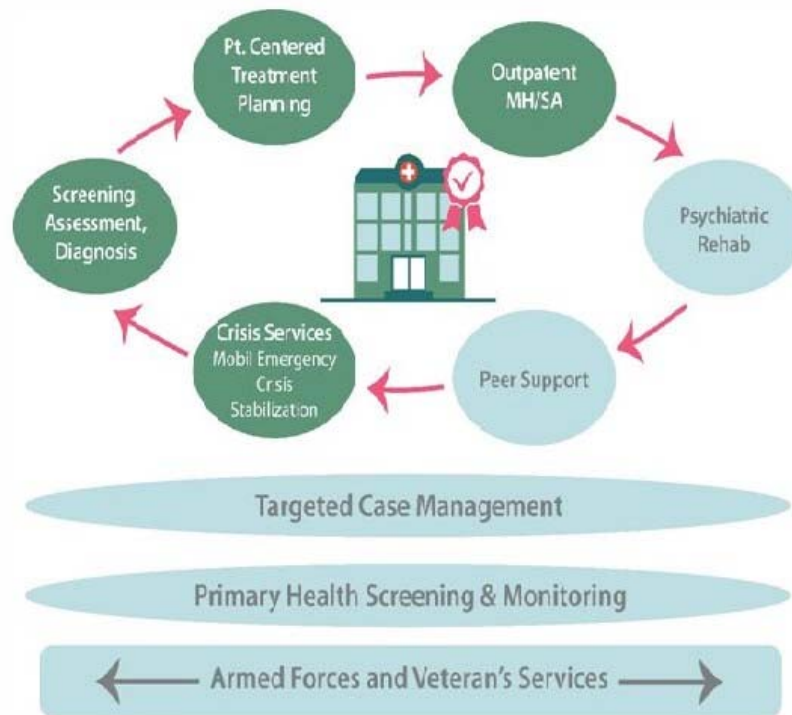 Pt. Centered
Treatment
Planning
Outpatent
MH/SA
Screening
Assessment,
Diagnosis
Psychiatric
Rehab
Crisis Services
Mobil Emergency
Crisis
Stabilization
Peer Support
Targeted Case Management
Primary Health Screening & Monitoring
Armed Forces and Veteran's Services